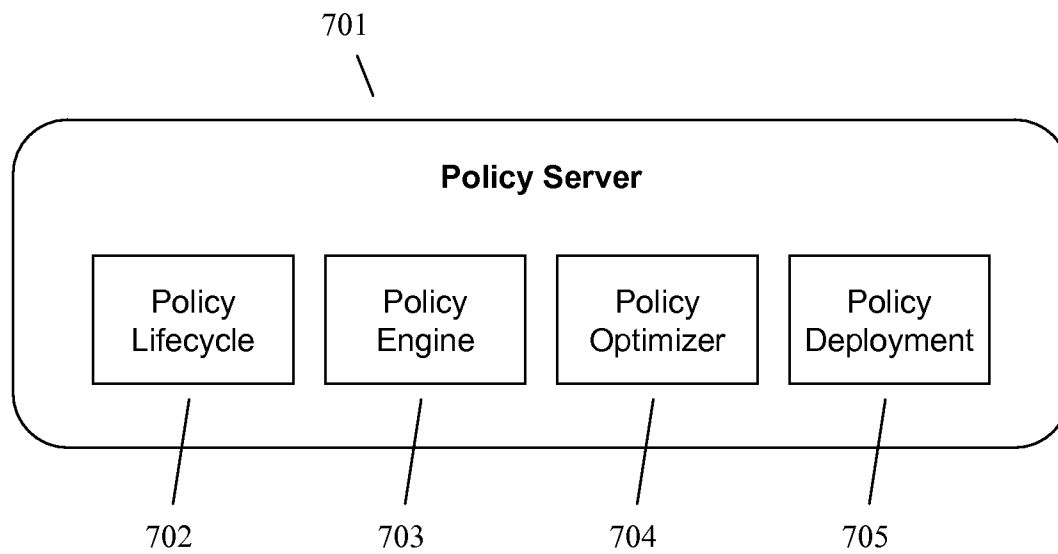 701
Policy Server
Policy
Lifecycle
Policy
Engine
Policy
Optimizer
Policy
Deployment
702
703
704
705